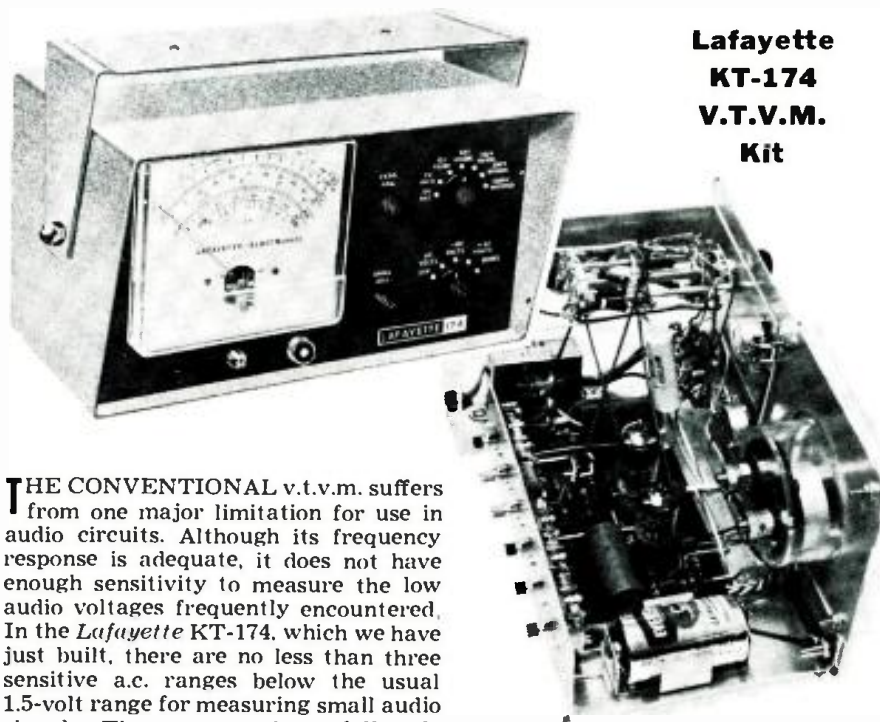 Lafayette
KT-174
V.T.V.M.
Kit
LAFAYETTE 174
THE CONVENTIONAL v.t.v.m. suffers
from one major limitation for use in
audio circuits. Although its frequency
response is adequate, it does not have
enough sensitivity to measure the low
audio voltages frequently encountered.
In the Lafayette KT-174, which we have
just built, there are no less than three
sensitive a.c. ranges below the usual
1.5-volt range for measuring small audio